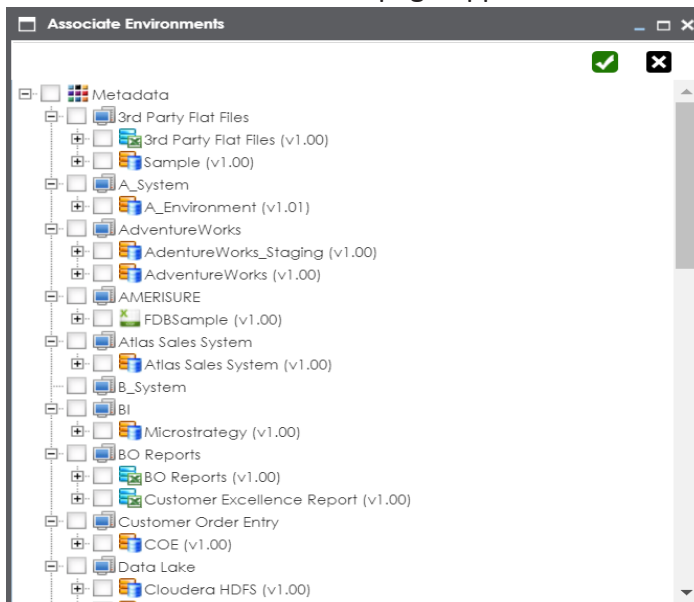 Associate Environments
Metadata
3rd Party Flat Files
3rd Party Flat Files (v1.00)
Sample (v1.00)
A_System
A_Environment (v1.01)
AdventureWorks
AdentureWorks_Staging (v1.00)
AdventureWorks (v1.00)
AMERISURE
FDBSample (v1.00)
Atlas Sales System
Atlas Sales System (v1.00)
B_System
BI
Microstrategy (v1.00)
BO Reports
BO Reports (v1.00)
Customer Excellence Report (v1.00)
Customer Order Entry
COE (v1.00)
Data Lake
Cloudera HDFS (v1.00)